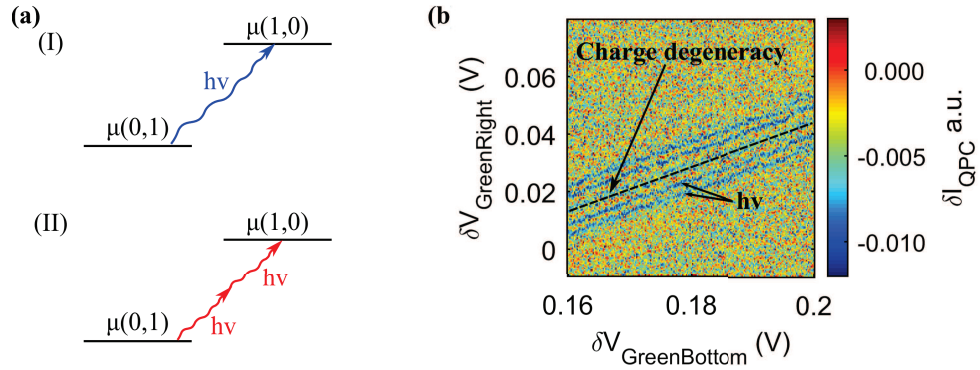 (a)
(I)
μ(1,0)
hν
μ(0,1)
(II)
μ(1,0)
hν
hν
μ(0,1)
(b)
Charge degeneracy
hν
0.06
0.04
0.02
0
δV_GreenRight (V)
0.16
0.18
0.2
δV_GreenBottom (V)
0.000
-0.005
-0.010
δI_QPC a.u.